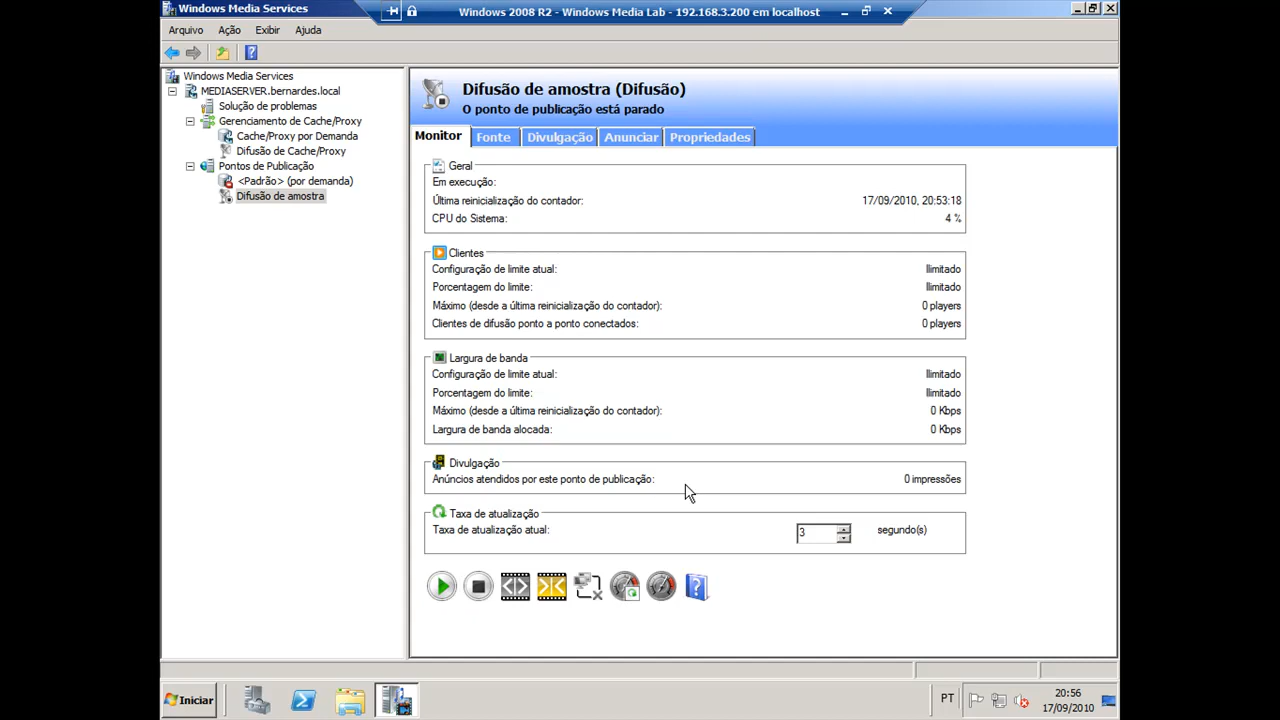 Windows Media Services
Windows 2008 R2 - Windows Media Lab - 192.168.3.200 em localhost
Arquivo Ação Exibir Ajuda
Windows Media Services
MEDIASERVER.bernardes.local
Solução de problemas
Gerenciamento de Cache/Proxy
Cache/Proxy por Demanda
Difusão de Cache/Proxy
Pontos de Publicação
<Padrão> (por demanda)
Difusão de amostra
Difusão de amostra (Difusão)
O ponto de publicação está parado
Monitor Fonte Divulgação Anunciar Propriedades
Geral
Em execução:
Última reinicialização do contador: 17/09/2010, 20:53:18
CPU do Sistema: 4 %
Clientes
Configuração de limite atual: Ilimitado
Porcentagem do limite: Ilimitado
Máximo (desde a última reinicialização do contador): 0 players
Clientes de difusão ponto a ponto conectados: 0 players
Largura de banda
Configuração de limite atual: Ilimitado
Porcentagem do limite: Ilimitado
Máximo (desde a última reinicialização do contador): 0 Kbps
Largura de banda alocada: 0 Kbps
Divulgação
Anúncios atendidos por este ponto de publicação: 0 impressões
Taxa de atualização
Taxa de atualização atual: 3 segundo(s)
Iniciar
PT
20:56
17/09/2010